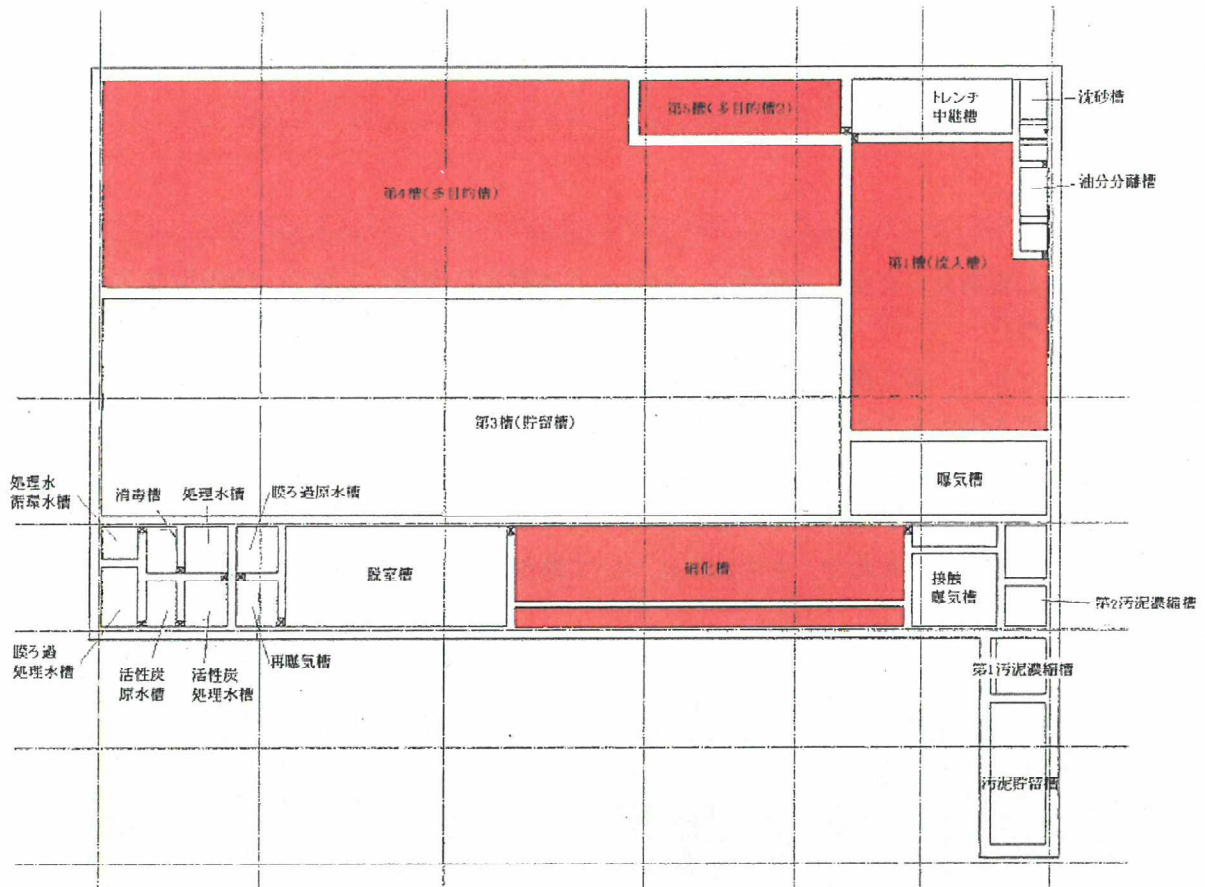 第5槽(多目的槽2)
トレンチ
中継槽
沈砂槽
油分分離槽
第4槽(多目的槽)
第1槽(流入槽)
第3槽(貯留槽)
曝気槽
処理水
循環水槽
消毒槽
処理水槽
膜ろ過原水槽
脱窒槽
硝化槽
接触
曝気槽
第2汚泥濃縮槽
膜ろ過
処理水槽
活性炭
原水槽
活性炭
処理水槽
再曝気槽
第1汚泥濃縮槽
汚泥貯留槽